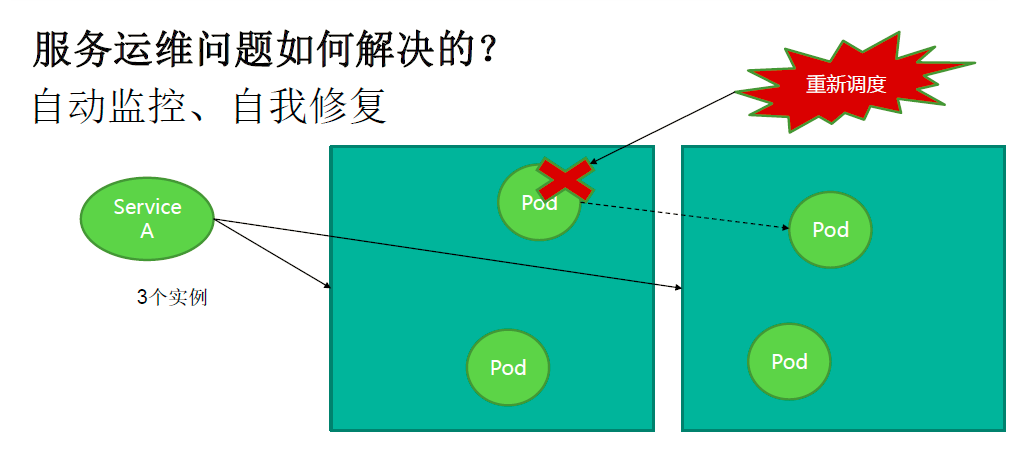 服务运维问题如何解决的?
自动监控、自我修复
重新调度
Service
A
3个实例
Pod
Pod
Pod
Pod